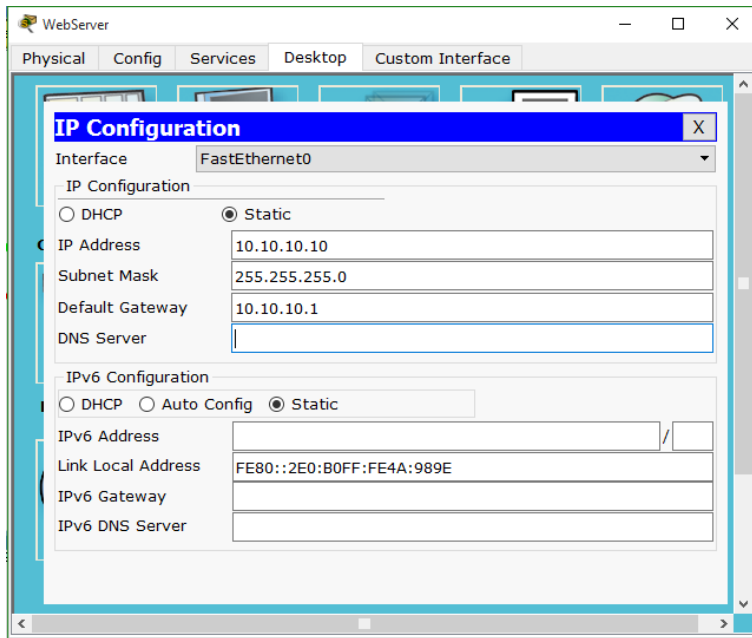 WebServer
Physical Config Services Desktop Custom Interface
IP Configuration X
Interface FastEthernet0
IP Configuration
DHCP Static
IP Address 10.10.10.10
Subnet Mask 255.255.255.0
Default Gateway 10.10.10.1
DNS Server
IPv6 Configuration
DHCP Auto Config Static
IPv6 Address /
Link Local Address FE80::2E0:B0FF:FE4A:989E
IPv6 Gateway
IPv6 DNS Server